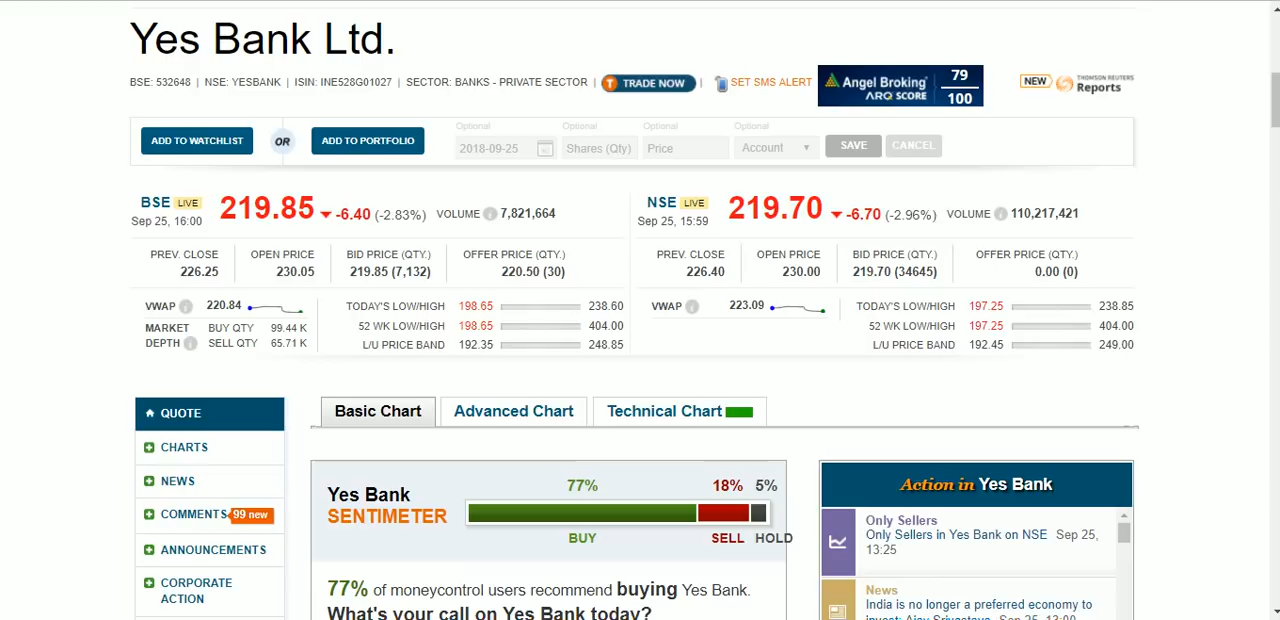 Yes Bank Ltd.
BSE: 532648 | NSE: YESBANK | ISIN: INE528G01027 | SECTOR: BANKS - PRIVATE SECTOR | T TRADE NOW | SET SMS ALERT
Angel Broking ARQ SCORE 79 100
NEW THOMSON REUTERS Reports
ADD TO WATCHLIST OR ADD TO PORTFOLIO
Optional Optional Optional Optional
2018-09-25 Shares (Qty) Price Account SAVE CANCEL
BSE LIVE 219.85 -6.40 (-2.83%) VOLUME 7,821,664
Sep 25, 16:00
PREV. CLOSE OPEN PRICE BID PRICE (QTY.) OFFER PRICE (QTY.)
226.25 230.05 219.85 (7,132) 220.50 (30)
VWAP 220.84
MARKET DEPTH BUY QTY 99.44 K
SELL QTY 65.71 K
TODAY'S LOW/HIGH 198.65 238.60
52 WK LOW/HIGH 198.65 404.00
L/U PRICE BAND 192.35 248.85
NSE LIVE 219.70 -6.70 (-2.96%) VOLUME 110,217,421
Sep 25, 15:59
PREV. CLOSE OPEN PRICE BID PRICE (QTY.) OFFER PRICE (QTY.)
226.40 230.00 219.70 (34645) 0.00 (0)
VWAP 223.09
TODAY'S LOW/HIGH 197.25 238.85
52 WK LOW/HIGH 197.25 404.00
L/U PRICE BAND 192.45 249.00
QUOTE
CHARTS
NEWS
COMMENTS 99 new
ANNOUNCEMENTS
CORPORATE
ACTION
Basic Chart Advanced Chart Technical Chart
Yes Bank
SENTIMETER
77% 18% 5%
BUY SELL HOLD
77% of moneycontrol users recommend buying Yes Bank.
What's your call on Yes Bank today?
Action in Yes Bank
Only Sellers
Only Sellers in Yes Bank on NSE Sep 25,
13:25
News
India is no longer a preferred economy to
invest: Ajay Srivastava Sep 25, 13:00